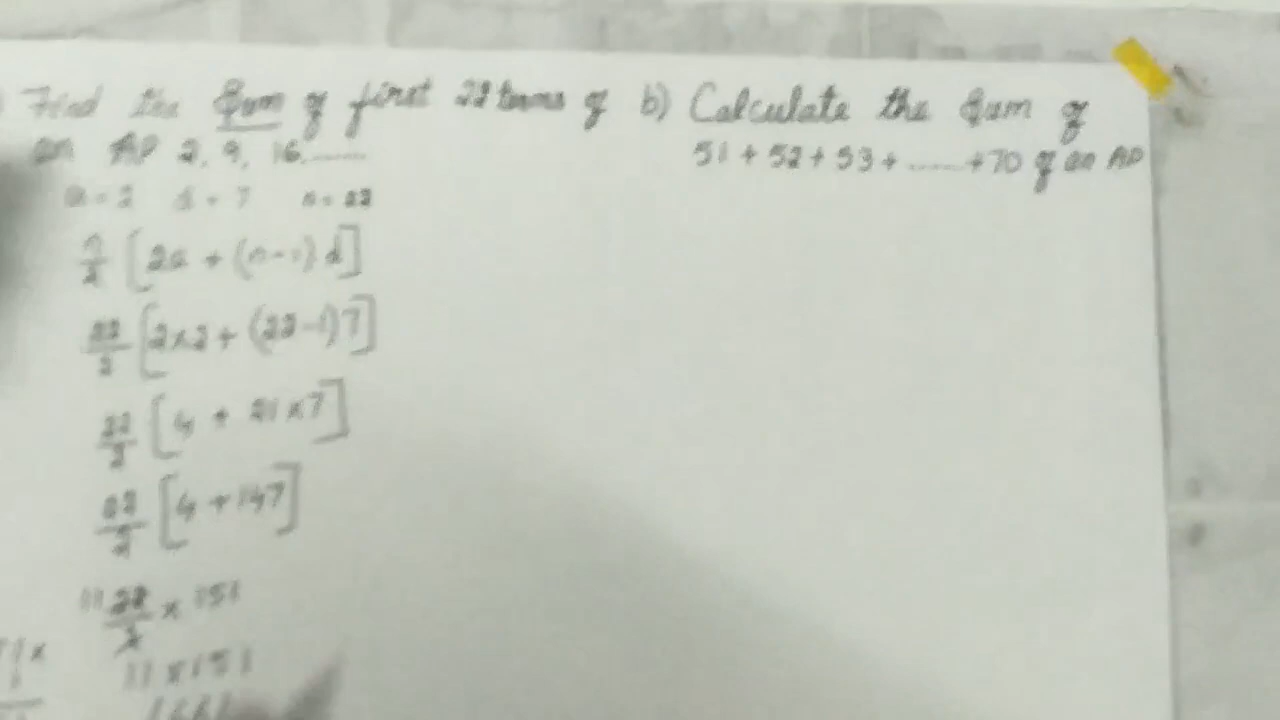 Find the Sum of first 22 terms of
an AP 2, 9, 16, ......
a = 2 d = 7 n = 22
n/2 [2a + (n-1) d]
22/2 [2×2 + (22-1)7]
22/2 [4 + 21×7]
22/2 [4 + 147]
11 22/2 × 151
11 × 151
1661
b) Calculate the Sum of
51 + 52 + 53 + ...... + 70 of an AP